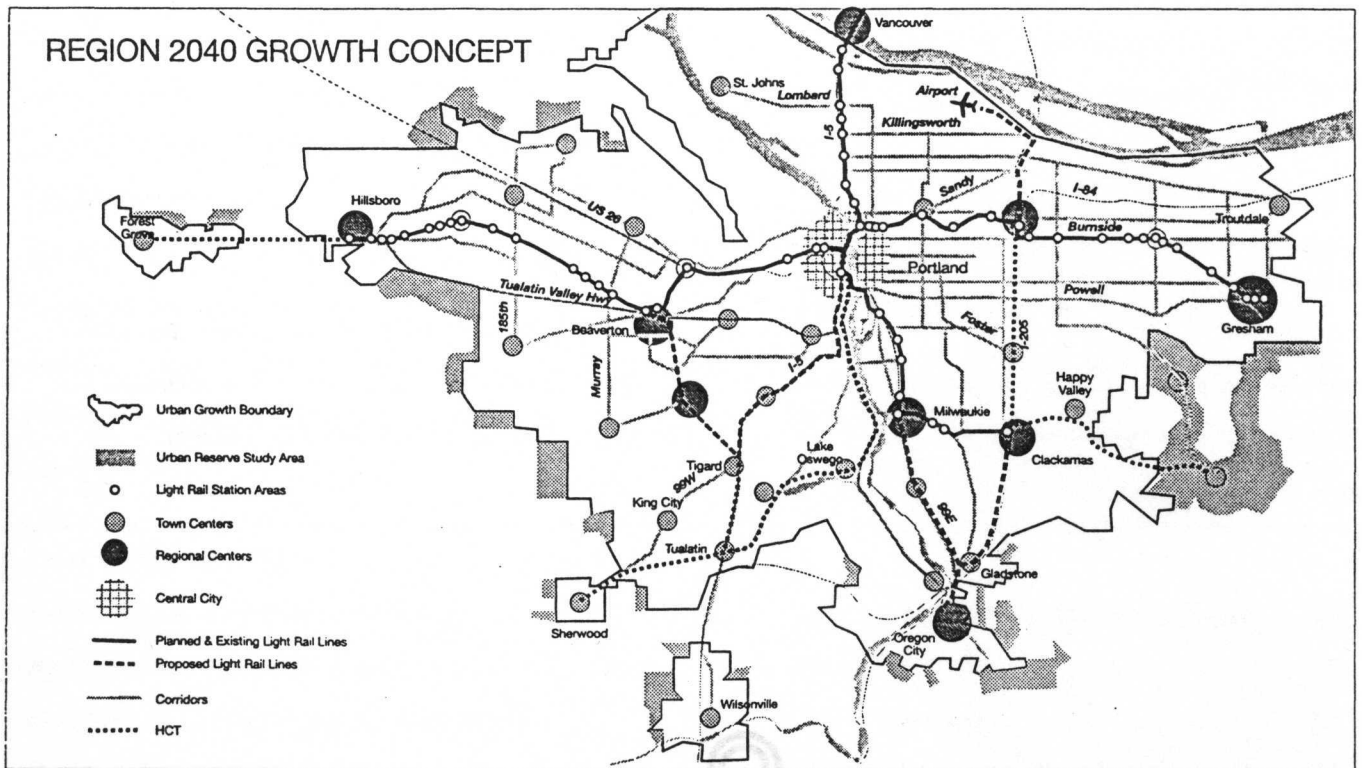 REGION 2040 GROWTH CONCEPT
Vancouver
St. Johns
Lombard
Airport
Killingsworth
I-5
Sandy
I-84
Hillsboro
US 26
Troutdale
Forest
Grove
Burnside
Portland
Tualatin Valley Hwy
Powell
185th
Beaverton
Foster
I-205
Gresham
I-5
Murray
Happy
Valley
Milwaukie
Lake
Oswego
Clackamas
Tigard
99W
King City
99E
Tualatin
Gladstone
Sherwood
Oregon
City
Wilsonville
Urban Growth Boundary
Urban Reserve Study Area
Light Rail Station Areas
Town Centers
Regional Centers
Central City
Planned & Existing Light Rail Lines
Proposed Light Rail Lines
Corridors
HCT